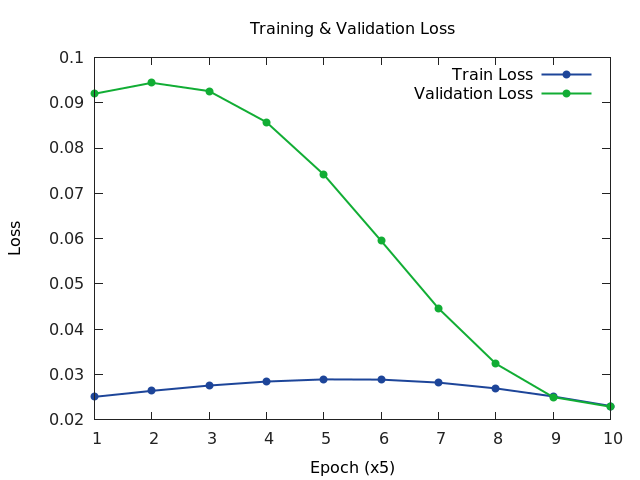 Training & Validation Loss
Train Loss
Validation Loss
0.1
0.09
0.08
0.07
0.06
0.05
0.04
0.03
0.02
Loss
1 2 3 4 5 6 7 8 9 10
Epoch (x5)